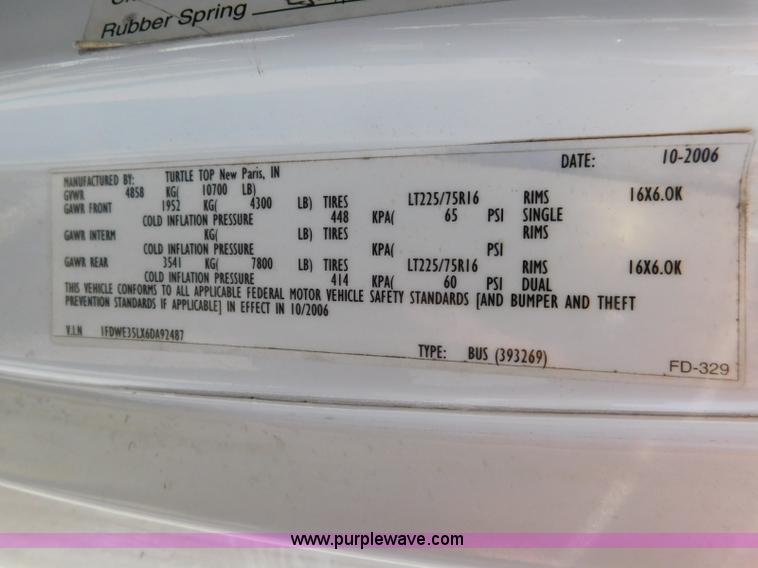 Rubber Spring
MANUFACTURED BY: TURTLE TOP New Paris, IN DATE: 10-2006
GVWR 4858 KG( 10700 LB)
GAWR FRONT 1952 KG( 4300 LB) TIRES LT225/75R16 RIMS 16X6.0K
COLD INFLATION PRESSURE 448 KPA( 65 PSI SINGLE
GAWR INTERM KG( LB) TIRES RIMS
COLD INFLATION PRESSURE KPA( PSI
GAWR REAR 3541 KG( 7800 LB) TIRES LT225/75R16 RIMS 16X6.0K
COLD INFLATION PRESSURE 414 KPA( 60 PSI DUAL
THIS VEHICLE CONFORMS TO ALL APPLICABLE FEDERAL MOTOR VEHICLE SAFETY STANDARDS [AND BUMPER AND THEFT
PREVENTION STANDARDS IF APPLICABLE] IN EFFECT IN 10/2006
V.I.N 1FDWE35LX6DA92487
TYPE: BUS (393269) FD-329
www.purplewave.com